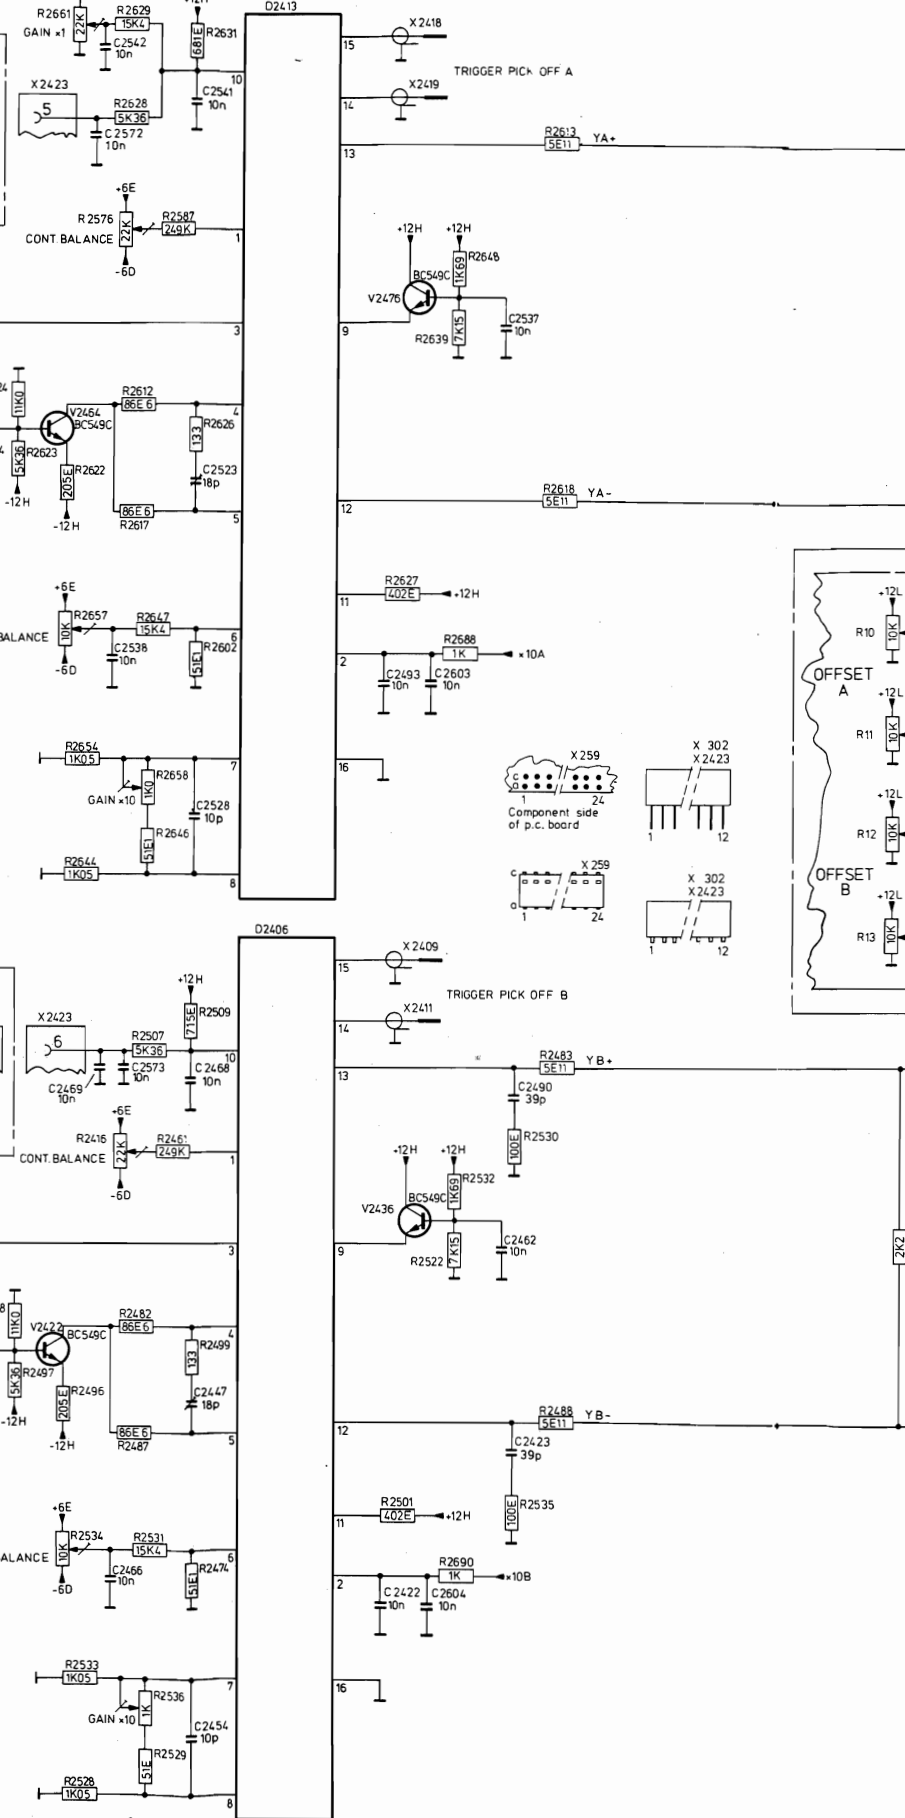 D2413
R2661
22K
GAIN ×1
R2629
15K4
C2542
10n
+12H
681E
R2631
X2418
15
10
C2541
10n
TRIGGER PICK OFF A
X2419
14
X2423
5
R2628
5K36
C2572
10n
13
R2613
5E11
YA+
+6E
R2576
22K
CONT. BALANCE
-6D
R2587
249K
1
+12H
+12H
BC549C
1K69
R2648
V2476
R2639
7K15
C2537
10n
3
9
11K0
R2612
86E6
4
V2464
BC549C
5K36
R2623
-12H
205E
R2622
-12H
133
R2626
C2523
18p
86E6
R2617
5
12
R2618
5E11
YA-
+6E
R2657
10K
BALANCE
-6D
R2647
15K4
6
C2538
10n
51E1
R2602
11
R2627
402E
+12H
2
R2688
1K
×10A
C2493
10n
C2603
10n
+12L
R10
10K
OFFSET
A
+12L
R11
10K
+12L
R12
10K
OFFSET
B
+12L
R13
10K
R2654
1K05
7
16
R2658
1K0
GAIN ×10
C2528
10p
51E1
R2646
R2644
1K05
8
X259
c
a
1
24
Component side
of p.c. board
X 302
X2423
1
12
X259
c
a
1
24
X 302
X2423
1
12
D2406
15
X2409
TRIGGER PICK OFF B
14
X2411
+12H
715E
R2509
X2423
6
R2507
5K36
10
C2469
10n
C2573
10n
C2468
10n
13
R2483
5E11
YB+
C2490
39p
100E
R2530
+6E
R2416
22K
CONT. BALANCE
-6D
R2461
249K
1
+12H
+12H
BC549C
1K69
R2532
V2436
R2522
7K15
C2462
10n
3
9
2K2
11K0
V2422
BC549C
R2482
86E6
4
5K36
R2497
-12H
205E
R2496
-12H
133
R2499
C2447
18p
86E6
R2487
5
12
R2488
5E11
YB-
C2423
39p
100E
R2535
11
R2501
402E
+12H
+6E
R2534
10K
ALANCE
-6D
R2531
15K4
6
C2466
10n
51E1
R2474
2
R2690
1K
×10B
C2422
10n
C2604
10n
R2533
1K05
7
16
R2536
1K
GAIN ×10
C2454
10p
51E
R2529
R2528
1K05
8